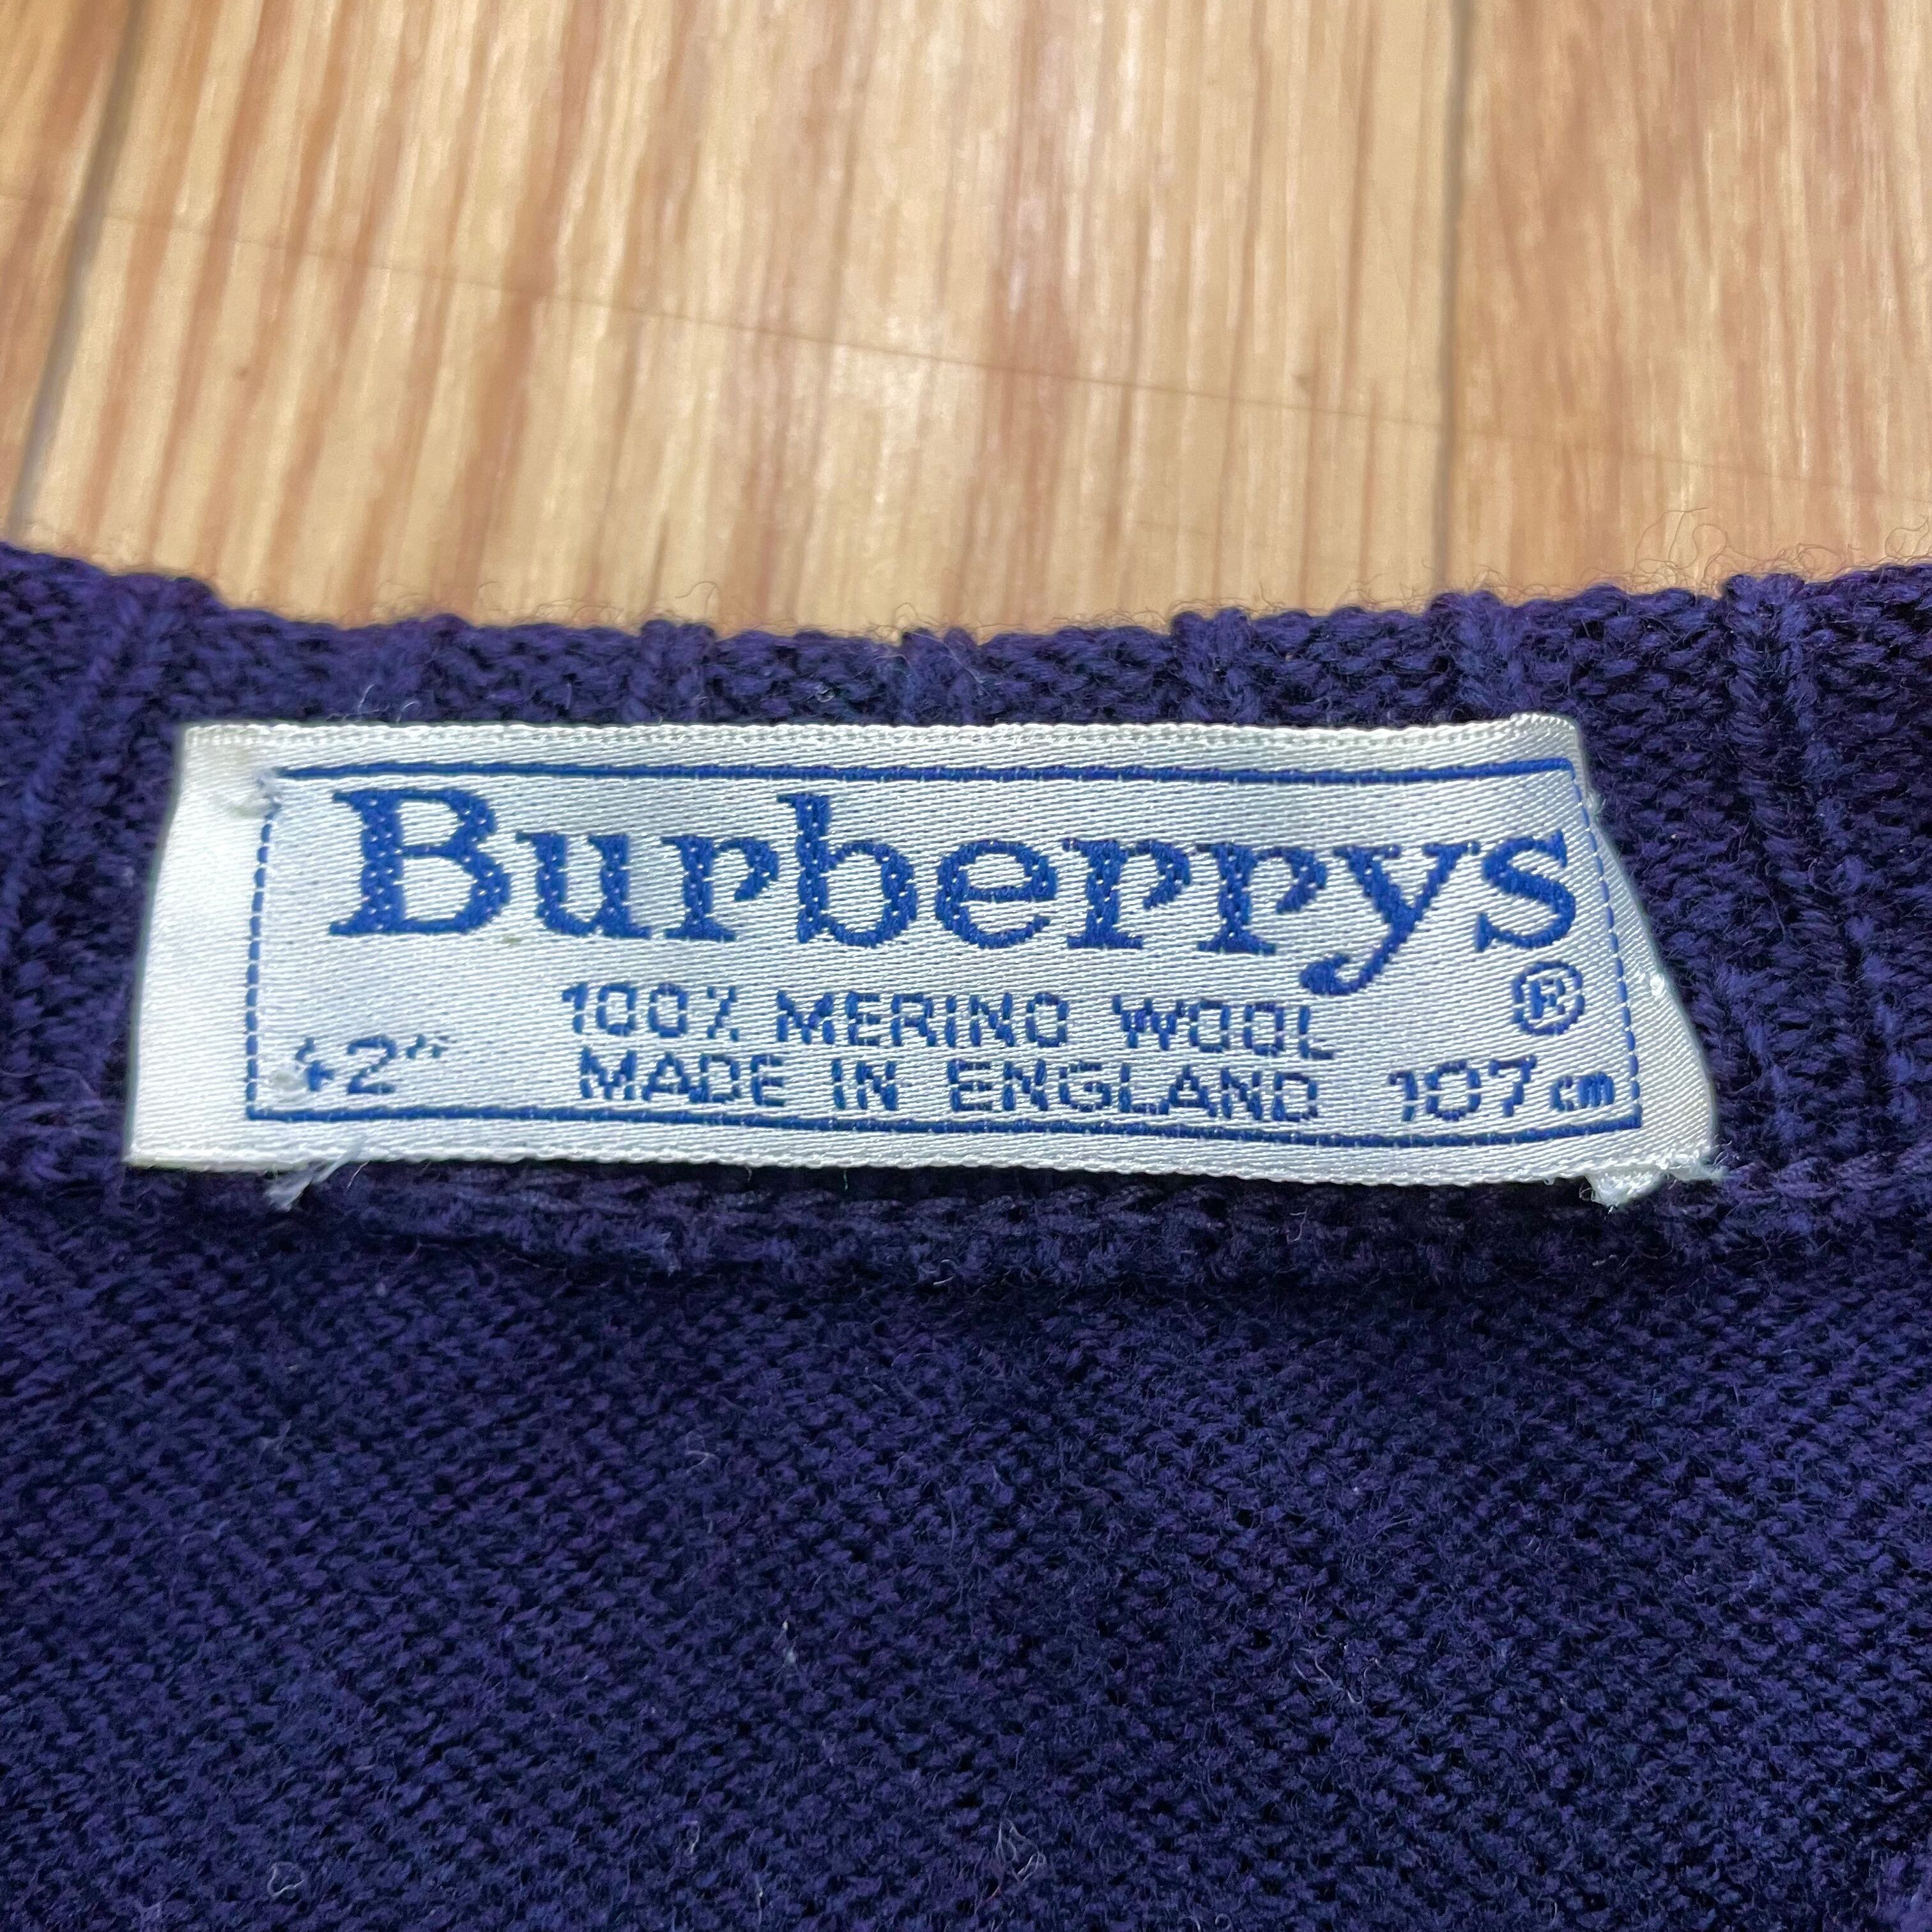 Burberrys
®
100% MERINO WOOL
42" MADE IN ENGLAND 107cm